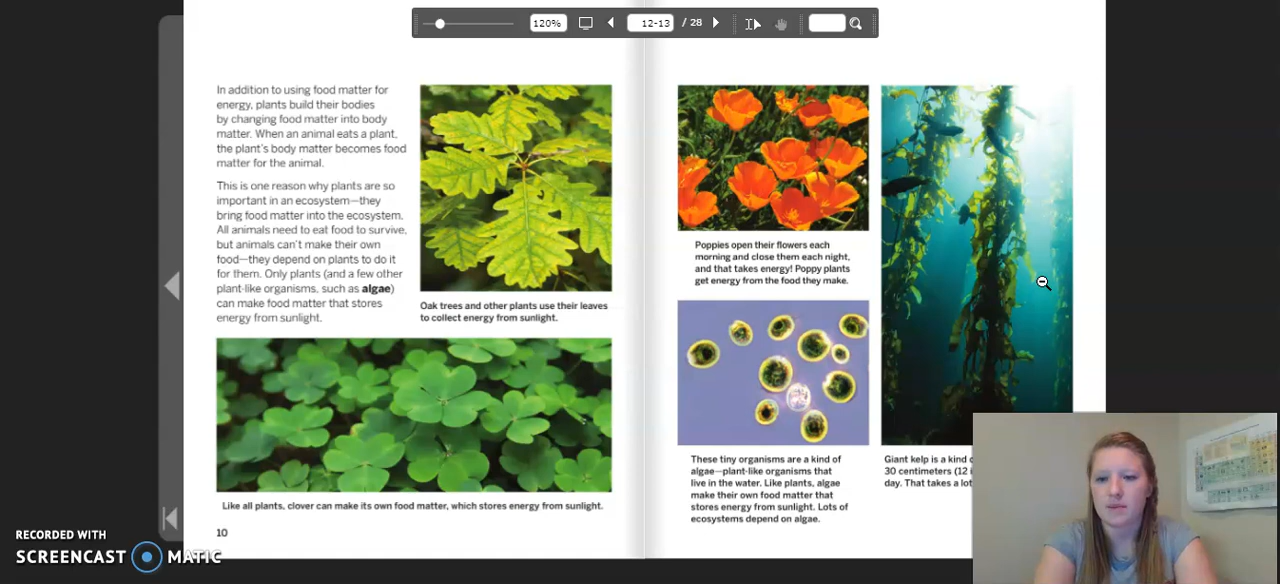 120%
12-13 / 28
In addition to using food matter for
energy, plants build their bodies
by changing food matter into body
matter. When an animal eats a plant,
the plant's body matter becomes food
matter for the animal.
This is one reason why plants are so
important in an ecosystem—they
bring food matter into the ecosystem.
All animals need to eat food to survive,
but animals can't make their own
food—they depend on plants to do it
for them. Only plants (and a few other
plant-like organisms, such as algae)
can make food matter that stores
energy from sunlight.
Oak trees and other plants use their leaves
to collect energy from sunlight.
Like all plants, clover can make its own food matter, which stores energy from sunlight.
10
Poppies open their flowers each
morning and close them each night,
and that takes energy! Poppy plants
get energy from the food they make.
These tiny organisms are a kind of
algae—plant-like organisms that
live in the water. Like plants, algae
make their own food matter that
stores energy from sunlight. Lots of
ecosystems depend on algae.
Giant kelp is a kind
30 centimeters (12
day. That takes a lot
RECORDED WITH
SCREENCAST MATIC